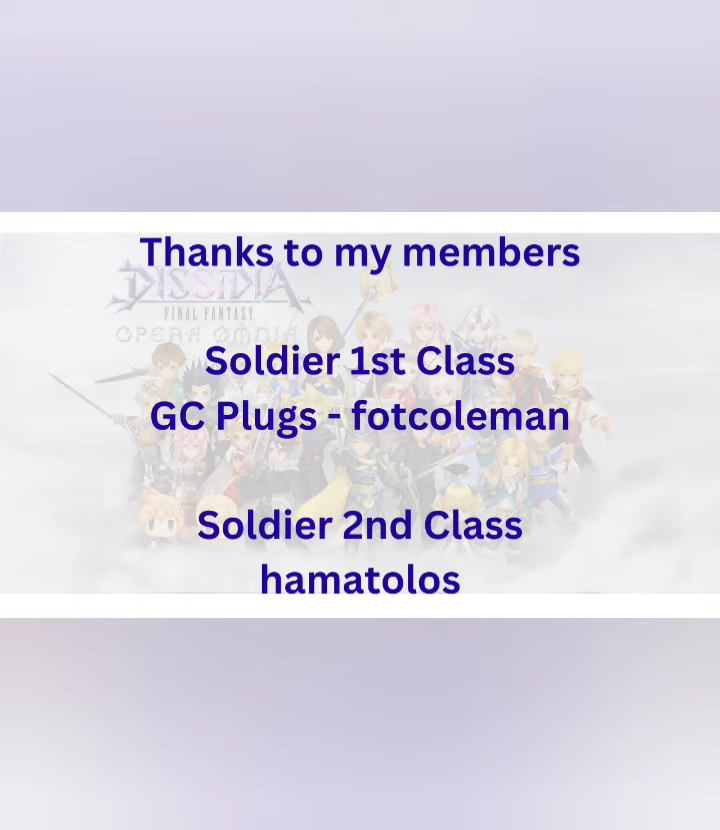 Thanks to my members
DISSIDIA
FINAL FANTASY
OPERA OMNIA
Soldier 1st Class
GC Plugs - fotcoleman
Soldier 2nd Class
hamatolos